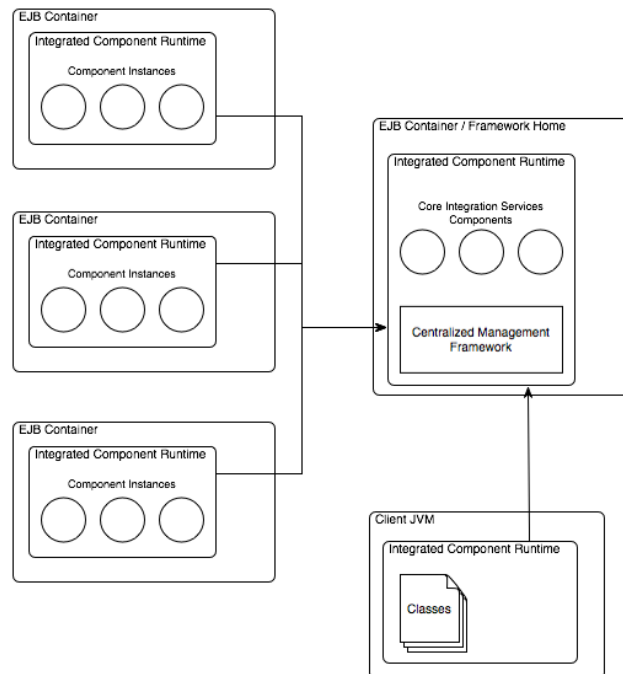 EJB Container
Integrated Component Runtime
Component Instances
EJB Container
Integrated Component Runtime
Component Instances
EJB Container
Integrated Component Runtime
Component Instances
EJB Container / Framework Home
Integrated Component Runtime
Core Integration Services
Components
Centralized Management
Framework
Client JVM
Integrated Component Runtime
Classes